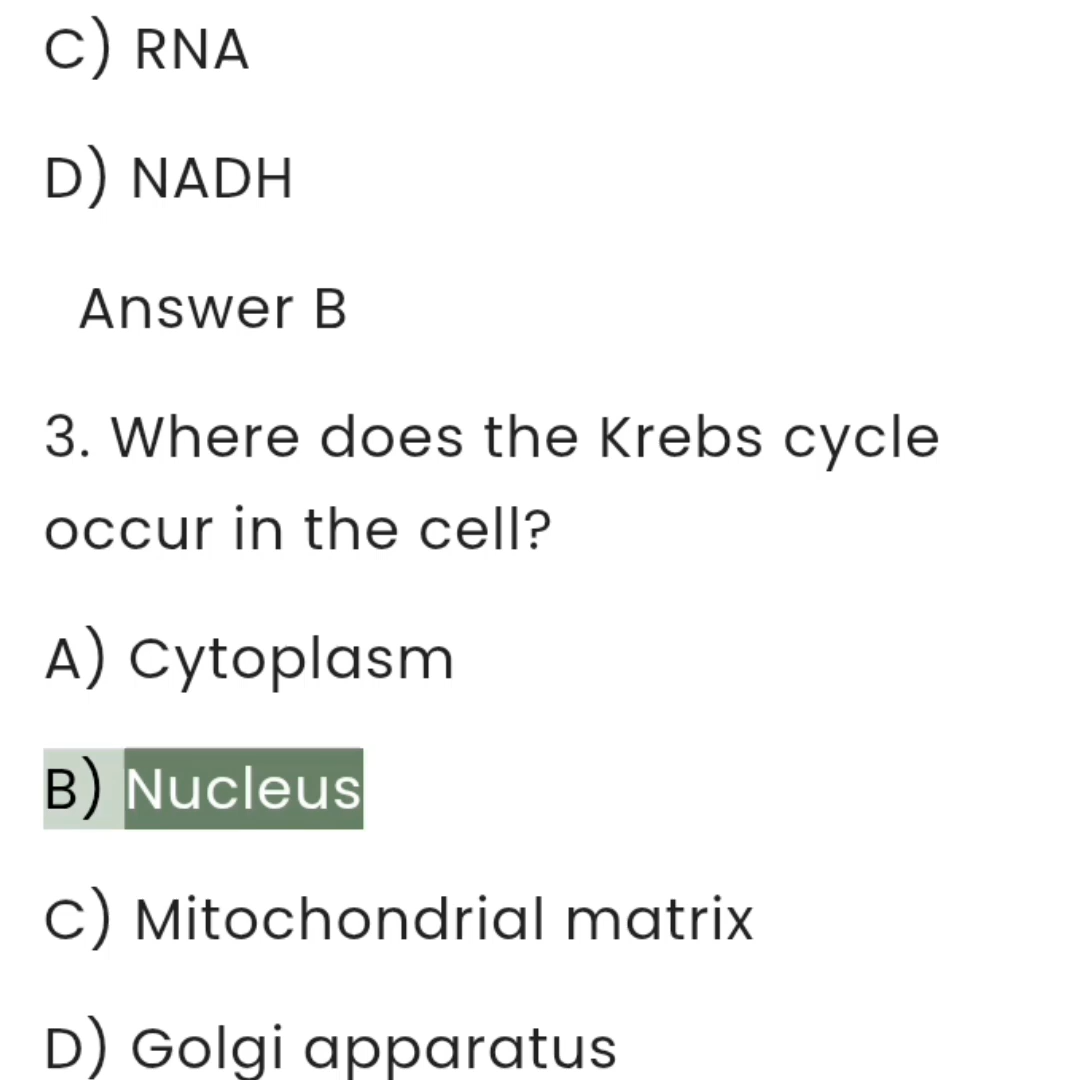 C) RNA
D) NADH
Answer B
3. Where does the Krebs cycle
occur in the cell?
A) Cytoplasm
B) Nucleus
C) Mitochondrial matrix
D) Golgi apparatus